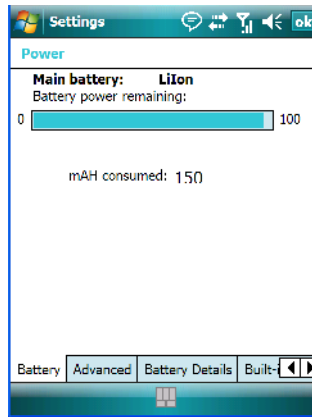 Settings ok
Power
Main battery: LiIon
Battery power remaining:
0 100
mAH consumed: 150
Battery Advanced Battery Details Built-i